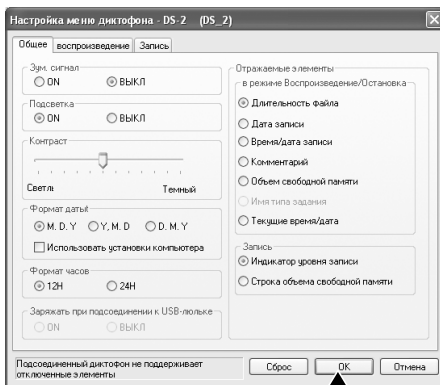 Настройка меню диктофона - DS-2 (DS_2)
Общее воспроизведение Запись
Зум. сигнал
ON ВЫКЛ
Подсветка
ON ВЫКЛ
Контраст
Светлы Темный
Формат даты
M. D. Y Y. M. D D. M. Y
Использовать установки компьютера
Формат часов
12H 24H
Заряжать при подсоединении к USB-люльке
ON ВЫКЛ
Отражаемые элементы
в режиме Воспроизведение/Остановка
Длительность файла
Дата записи
Время/дата записи
Комментарий
Объем свободной памяти
Имя типа задания
Текущие время/дата
Запись
Индикатор уровня записи
Строка объема свободной памяти
Подсоединенный диктофон не поддерживает
отключенные элементы
Сброс OK Отмена